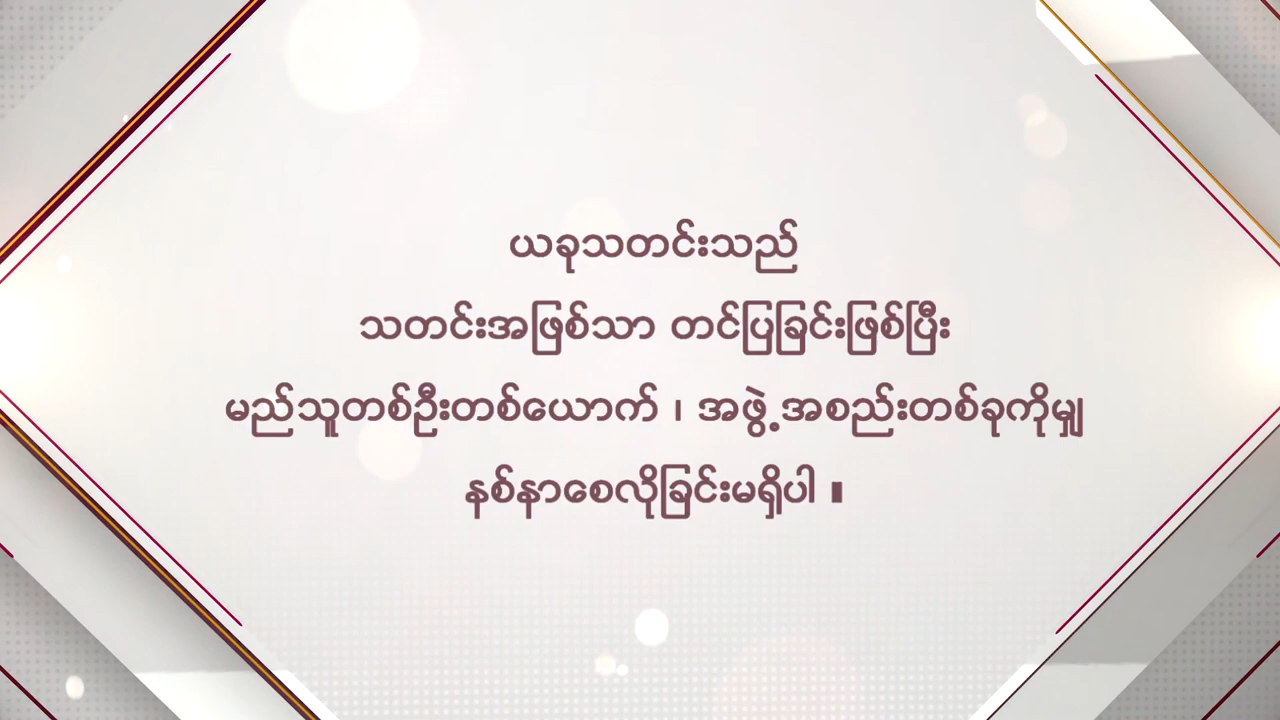 ယခုသတင်းသည်
သတင်းအဖြစ်သာ တင်ပြခြင်းဖြစ်ပြီး
မည်သူတစ်ဦးတစ်ယောက် ၊ အဖွဲ့အစည်းတစ်ခုကိုမျှ
နစ်နာစေလိုခြင်းမရှိပါ ။